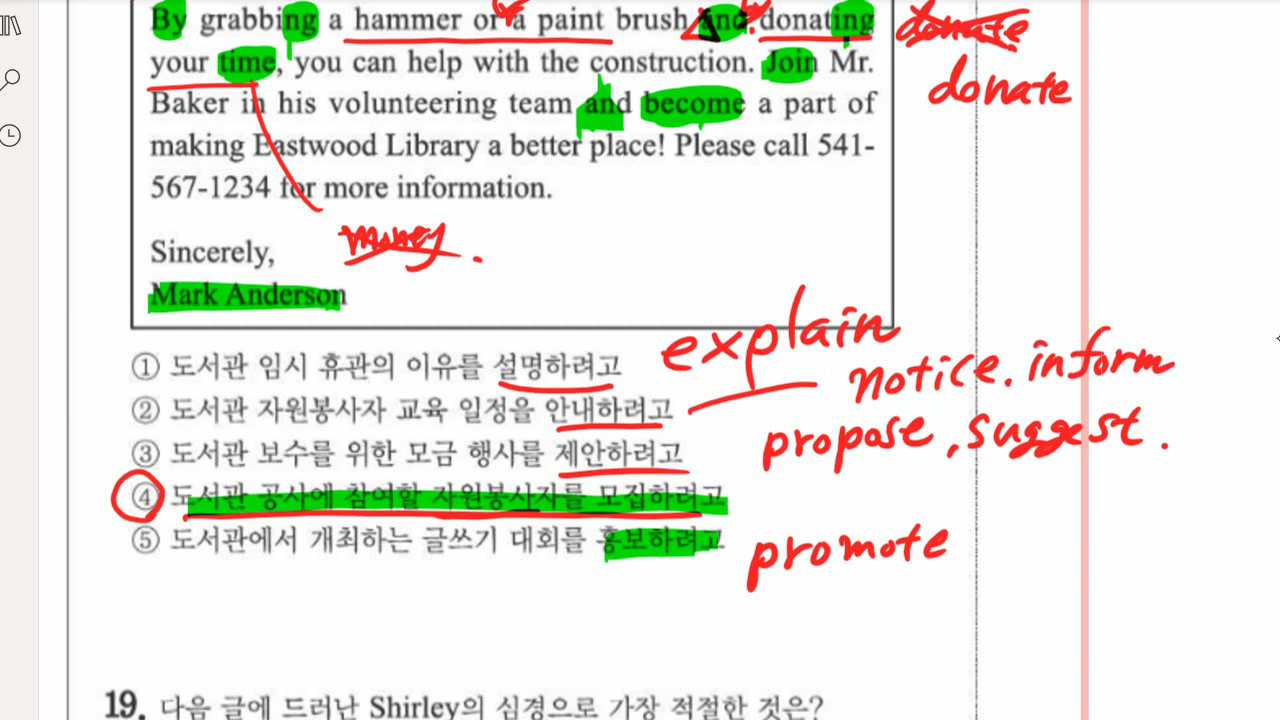 By grabbing a hammer or a paint brush and donating
your time, you can help with the construction. Join Mr.
Baker in his volunteering team and become a part of
making Eastwood Library a better place! Please call 541-
567-1234 for more information.
donate
donate
Sincerely,
money.
Mark Anderson
① 도서관 임시 휴관의 이유를 설명하려고
explain
② 도서관 자원봉사자 교육 일정을 안내하려고
notice. inform
③ 도서관 보수를 위한 모금 행사를 제안하려고
propose, suggest.
④ 도서관 공사에 참여할 자원봉사자를 모집하려고
⑤ 도서관에서 개최하는 글쓰기 대회를 홍보하려고
promote
19. 다음 글에 드러난 Shirley의 심경으로 가장 적절한 것은?